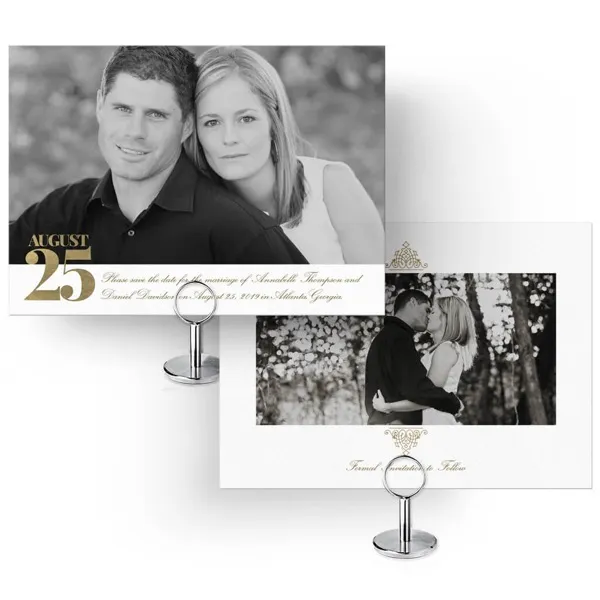 AUGUST
25
Please save the date for the marriage of Annabelle Thompson and
Daniel Davidson on August 25, 2019 in Atlanta, Georgia.
Formal Invitation to Follow